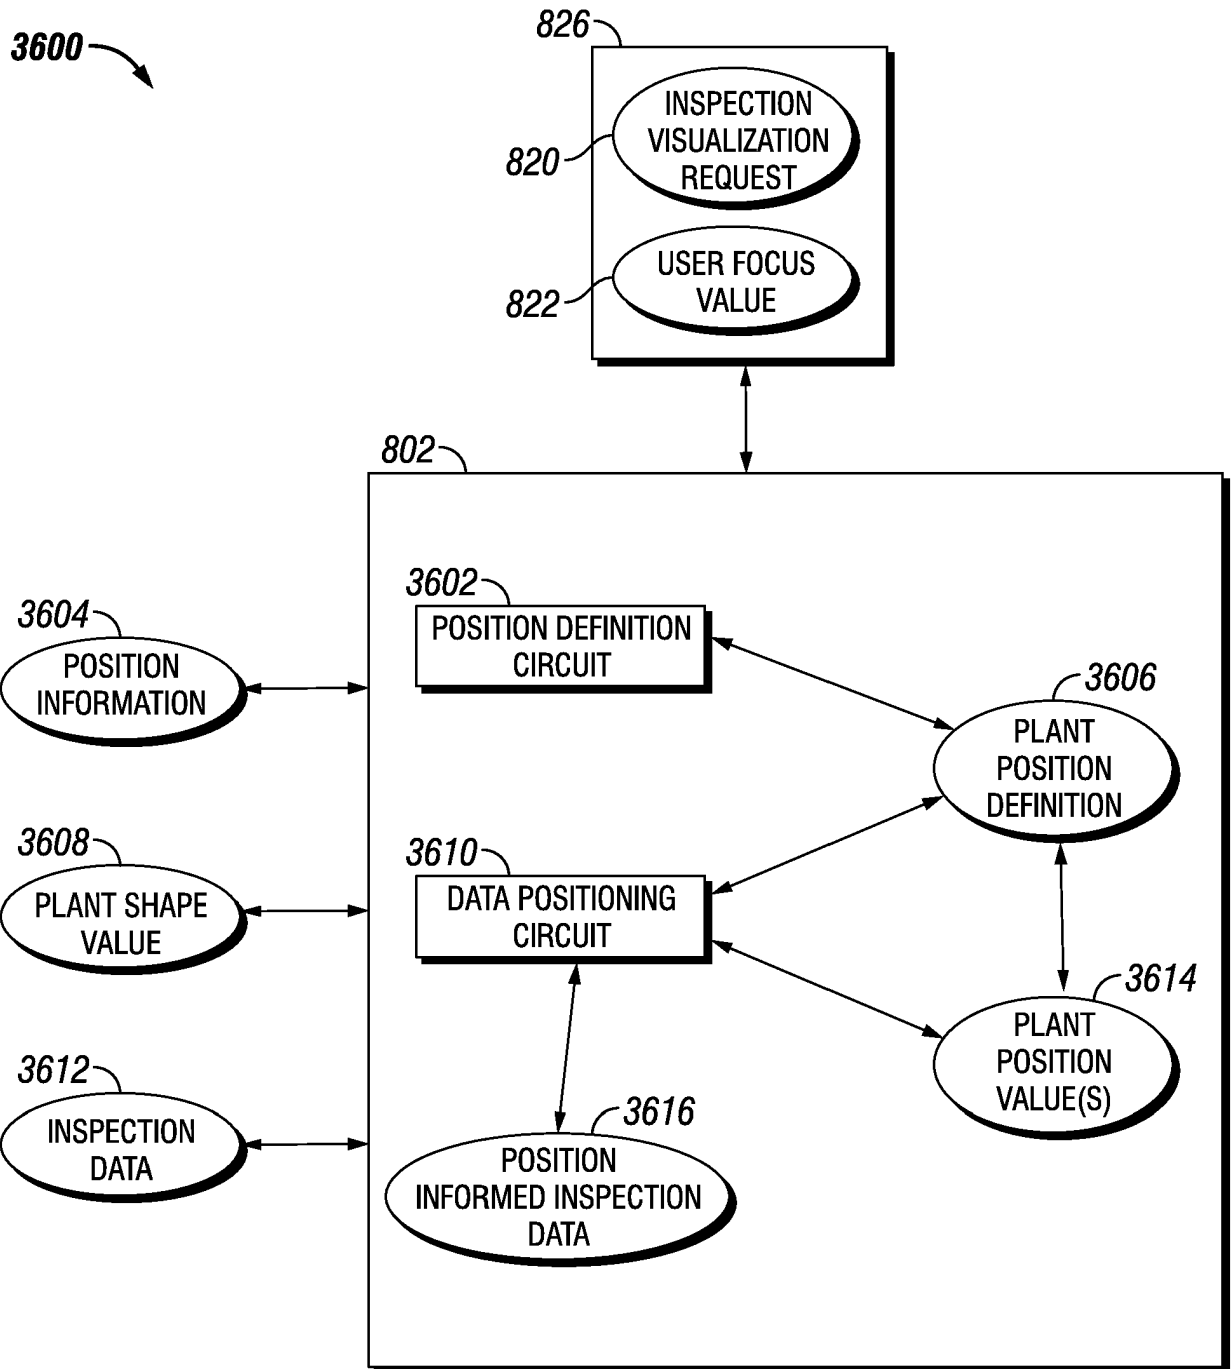 3600
826
INSPECTION
VISUALIZATION
REQUEST
820
USER FOCUS
VALUE
822
802
3602
POSITION DEFINITION
CIRCUIT
3604
POSITION
INFORMATION
3606
PLANT
POSITION
DEFINITION
3608
PLANT SHAPE
VALUE
3610
DATA POSITIONING
CIRCUIT
3614
PLANT
POSITION
VALUE(S)
3612
INSPECTION
DATA
3616
POSITION
INFORMED INSPECTION
DATA